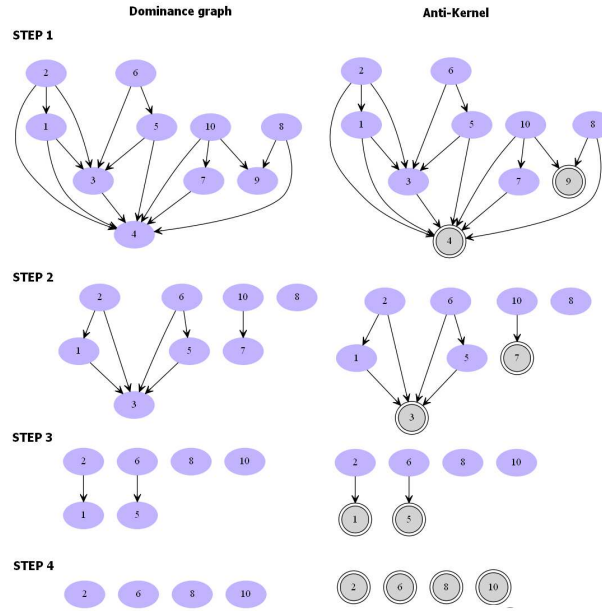 Dominance graph Anti-Kernel
STEP 1
2 6 2 6
1 5 10 8 1 5 10 8
3 7 9 3 7 9
4 4
STEP 2
2 6 10 8 2 6 10 8
1 5 7 1 5 7
3 3
STEP 3
2 6 8 10 2 6 8 10
1 5 1 5
STEP 4
2 6 8 10 2 6 8 10